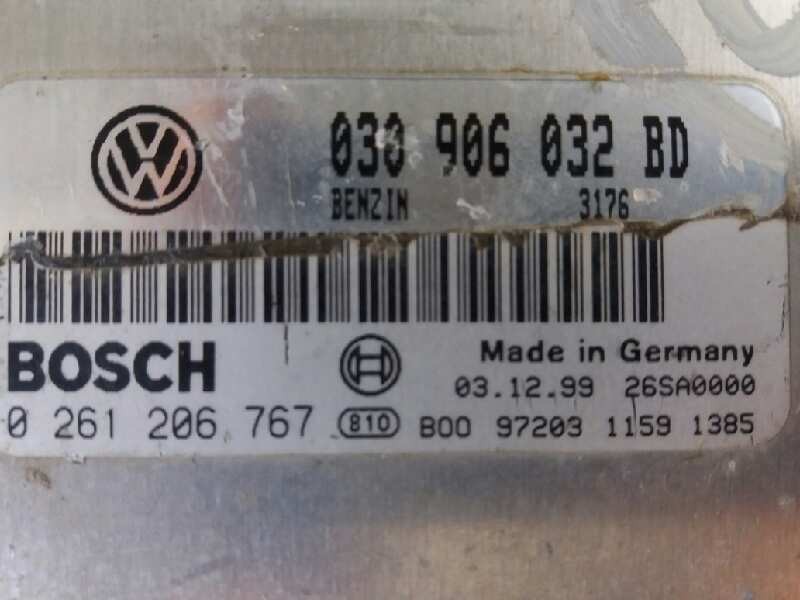 030 906 032 BD
BENZIN 3176
BOSCH
Made in Germany
03.12.99 26SA0000
0 261 206 767 810 B00 97203 1159 1385